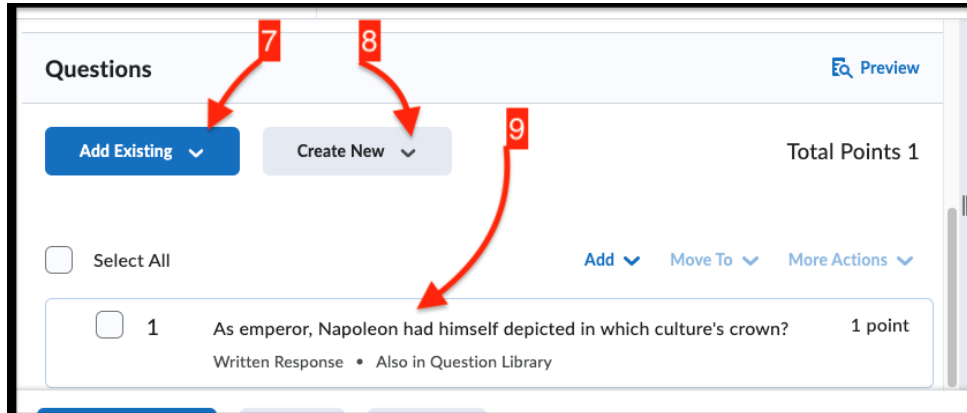 7 8
Questions Preview
9
Add Existing Create New Total Points 1
Select All Add Move To More Actions
1 As emperor, Napoleon had himself depicted in which culture's crown? 1 point
Written Response • Also in Question Library